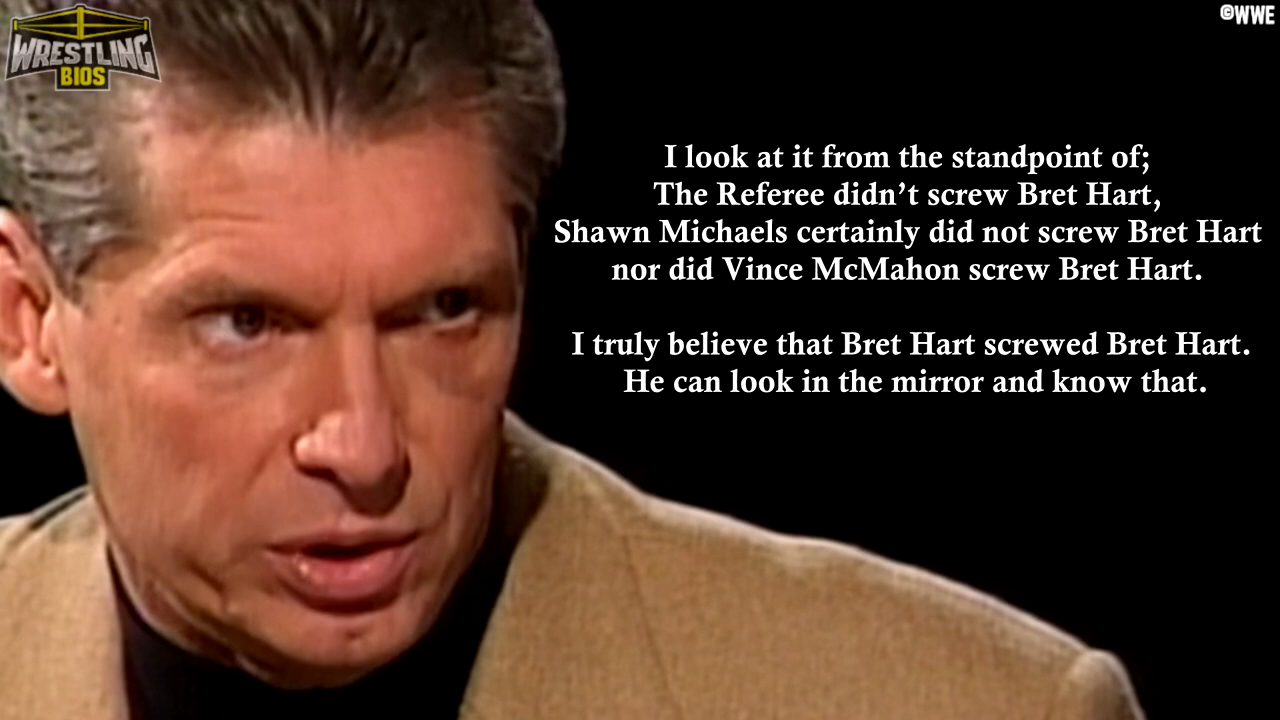 WRESTLING
BIOS
©WWE
I look at it from the standpoint of;
The Referee didn’t screw Bret Hart,
Shawn Michaels certainly did not screw Bret Hart
nor did Vince McMahon screw Bret Hart.
I truly believe that Bret Hart screwed Bret Hart.
He can look in the mirror and know that.